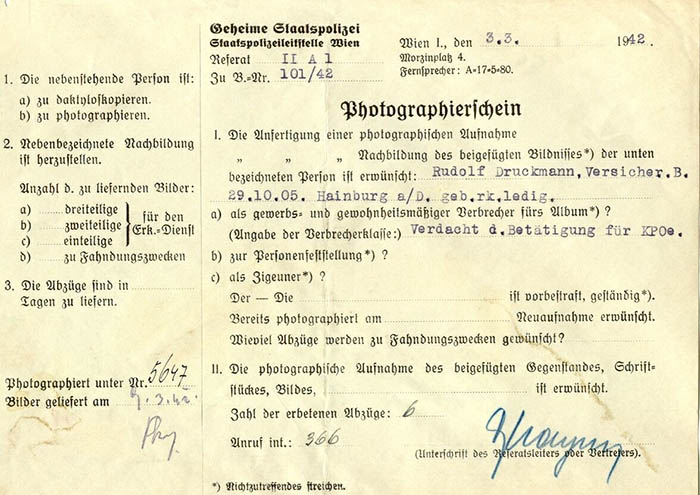 Geheime Staatspolizei
Staatspolizeileitstelle Wien
Referat II A 1
Zu B.=Nr. 101/42
Wien I., den 3.3. 1942.
Morzinplatz 4.
Fernsprecher: A=17=5=80.
1. Die nebenstehende Person ist:
a) zu daktyloskopieren.
b) zu photographieren.
2. Nebenbezeichnete Nachbildung
ist herzustellen.
Anzahl d. zu liefernden Bilder:
a) dreiteilige
b) zweiteilige
c) einteilige
für den
Erk.=Dienst
d) zu Fahndungszwecken
3. Die Abzüge sind in
Tagen zu liefern.
Photographiert unter Nr. 5647
Bilder geliefert am 9.3.42.
Photographierschein
I. Die Anfertigung einer photographischen Aufnahme
„ „ „ Nachbildung des beigefügten Bildnisses*) der unten
bezeichneten Person ist erwünscht: Rudolf Druckmann, Versicher.B.
29.10.05. Hainburg a/D. geb.rk.ledig.
a) als gewerbs= und gewohnheitsmäßiger Verbrecher fürs Album*) ?
(Angabe der Verbrecherklasse:) Verdacht d.Betätigung für KPOe.
b) zur Personenfeststellung*) ?
c) als Zigeuner*) ?
Der — Die ist vorbestraft, geständig*).
Bereits photographiert am Neuaufnahme erwünscht.
Wieviel Abzüge werden zu Fahndungszwecken gewünscht?
II. Die photographische Aufnahme des beigefügten Gegenstandes, Schrift=
stückes, Bildes, ist erwünscht.
Zahl der erbetenen Abzüge: 6
Anruf int.: 366
(Unterschrift des Referatsleiters oder Vertreters).
*) Nichtzutreffendes streichen.